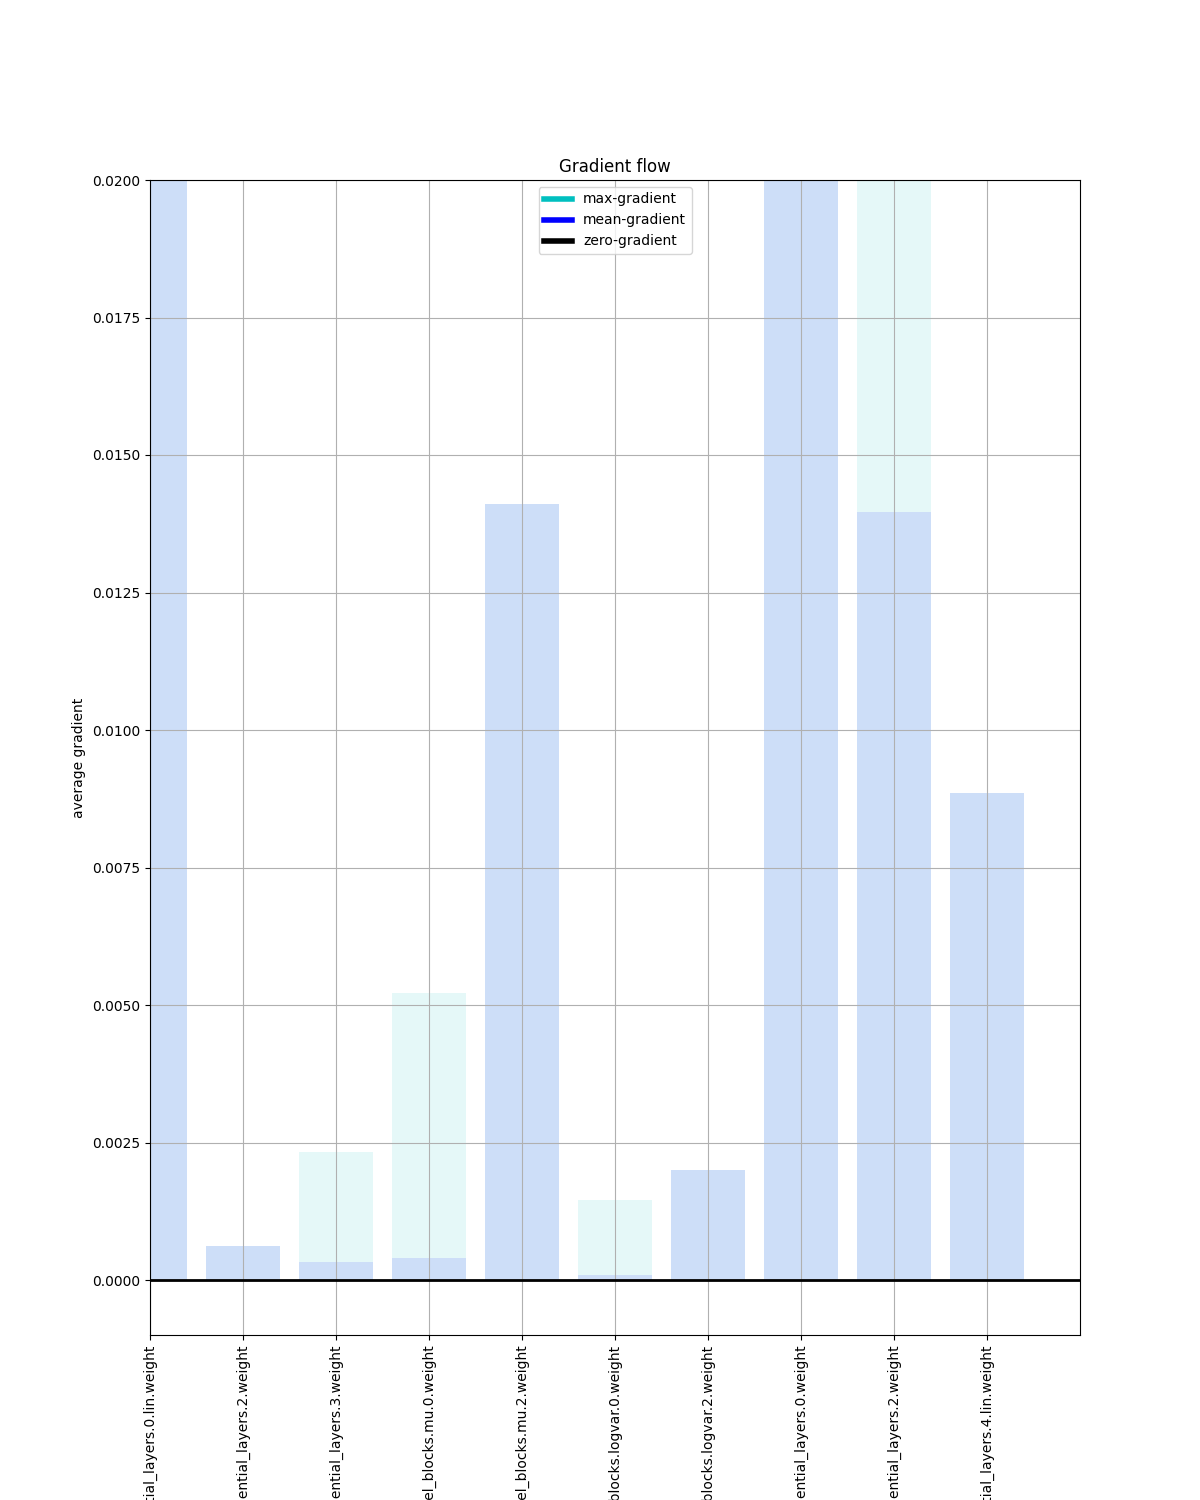 Gradient flow
max-gradient
mean-gradient
zero-gradient
0.0200
0.0175
0.0150
0.0125
0.0100
0.0075
0.0050
0.0025
0.0000
average gradient
tial_layers.0.lin.weight
ential_layers.2.weight
ential_layers.3.weight
el_blocks.mu.0.weight
el_blocks.mu.2.weight
blocks.logvar.0.weight
blocks.logvar.2.weight
ential_layers.0.weight
ential_layers.2.weight
tial_layers.4.lin.weight